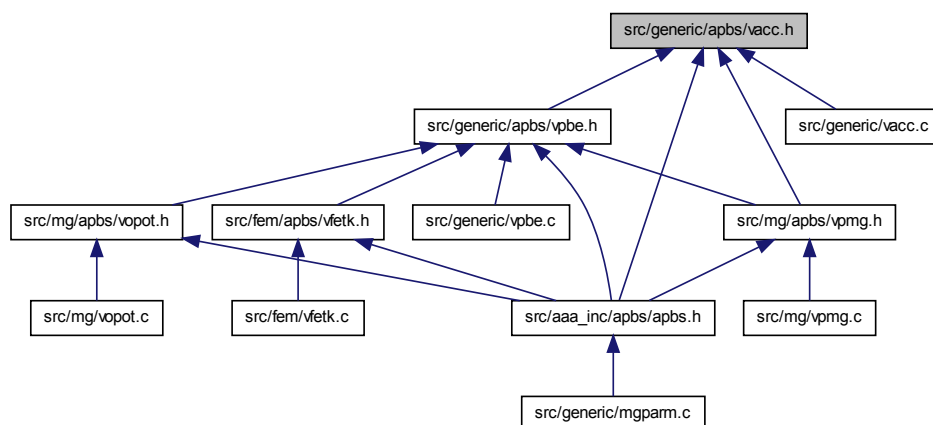 src/generic/apbs/vacc.h
src/generic/apbs/vpbe.h
src/generic/vacc.c
src/mg/apbs/vopot.h
src/fem/apbs/vfetk.h
src/generic/vpbe.c
src/mg/apbs/vpmg.h
src/mg/vopot.c
src/fem/vfetk.c
src/aaa_inc/apbs/apbs.h
src/mg/vpmg.c
src/generic/mgparm.c